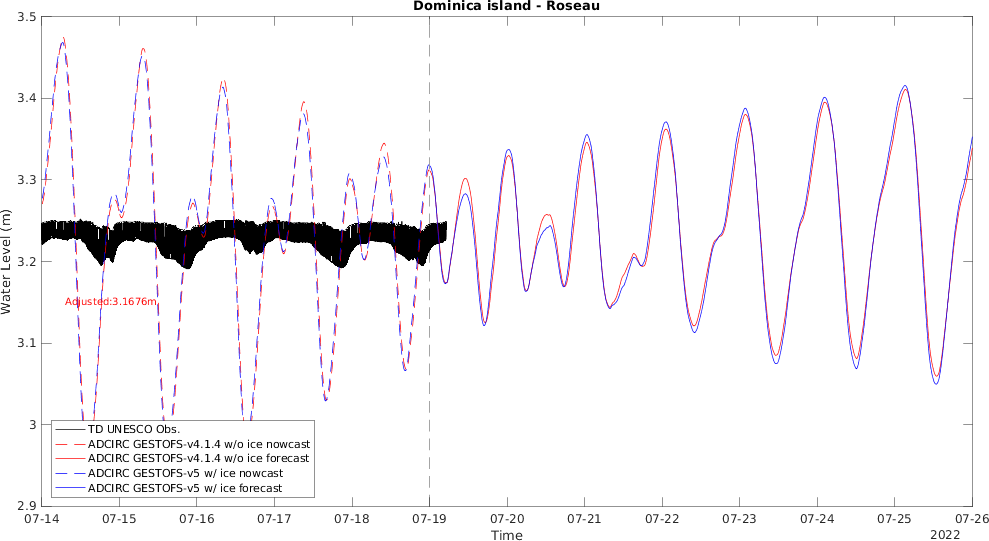 Dominica island - Roseau
3.5
3.4
3.3
3.2
3.1
3
2.9
Water Level (m)
Adjusted:3.1676m
TD UNESCO Obs.
ADCIRC GESTOFS-v4.1.4 w/o ice nowcast
ADCIRC GESTOFS-v4.1.4 w/o ice forecast
ADCIRC GESTOFS-v5 w/ ice nowcast
ADCIRC GESTOFS-v5 w/ ice forecast
07-14 07-15 07-16 07-17 07-18 07-19 07-20 07-21 07-22 07-23 07-24 07-25 07-26
Time
2022